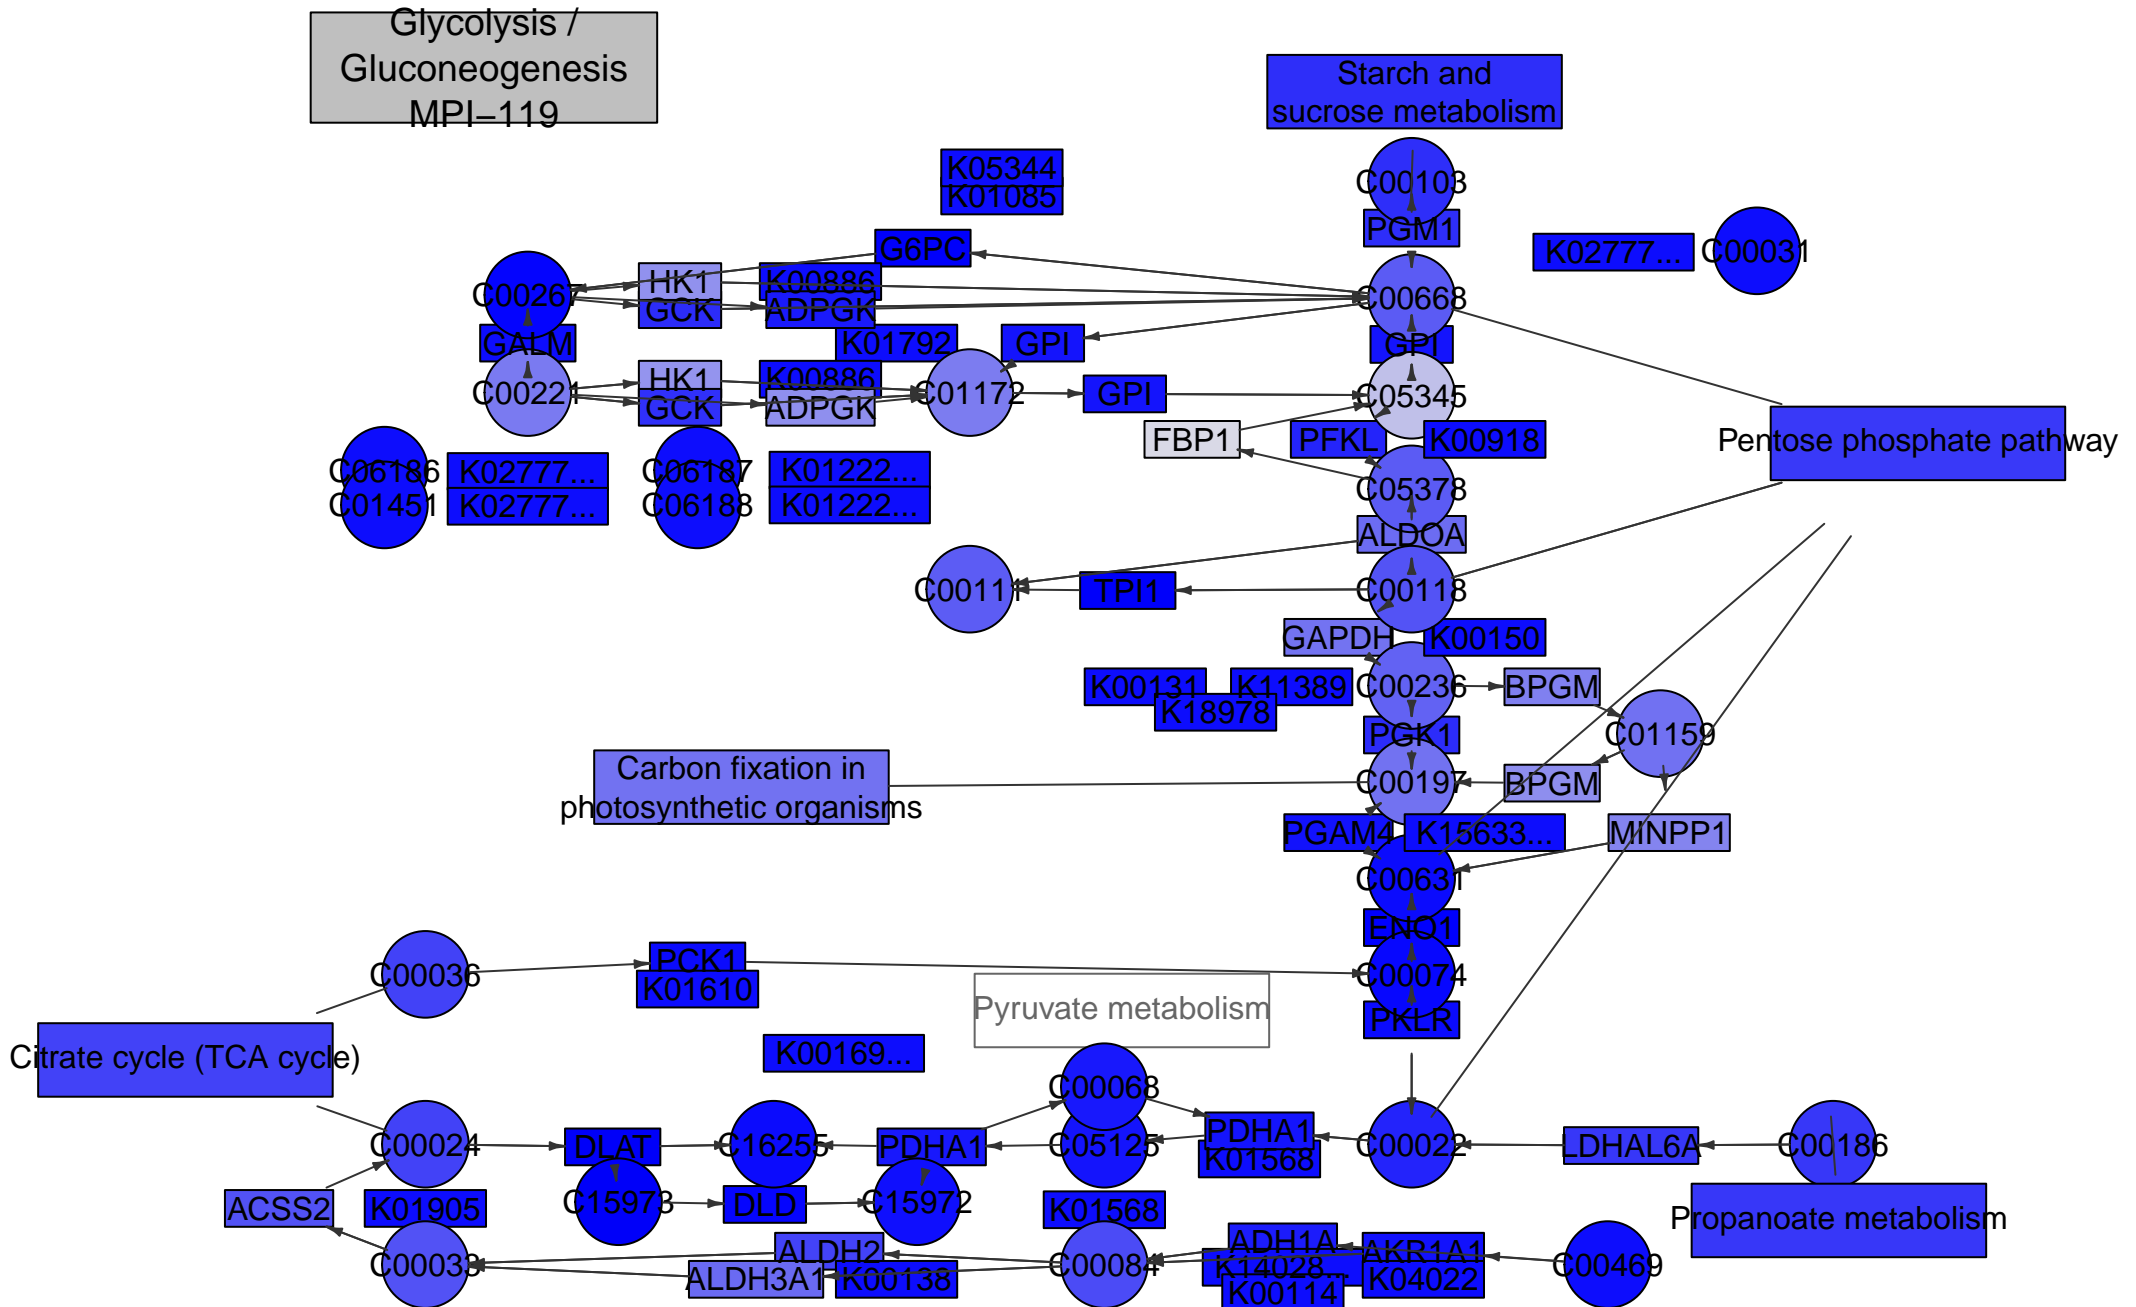 Glycolysis /
Gluconeogenesis
MPI–119
Starch and
sucrose metabolism
K05344
K01085
C00103
PGM1
G6PC
K02777...
C00031
C00267
HK1
K00886
GCK
ADPGK
C00668
GALM
K01792
GPI
GPI
C00221
HK1
K00886
GCK
ADPGK
C01172
GPI
C05345
FBP1
PFKL
K00918
Pentose phosphate pathway
C06186
K02777...
C06187
K01222...
C01451
K02777...
C06188
K01222...
C05378
ALDOA
C00111
TPI1
C00118
GAPDH
K00150
K00131
K11389
K18978
C00236
BPGM
PGK1
C01159
Carbon fixation in
photosynthetic organisms
C00197
BPGM
PGAM4
K15633...
MINPP1
C00631
ENO1
C00036
PCK1
K01610
C00074
Pyruvate metabolism
PKLR
Citrate cycle (TCA cycle)
K00169...
C00068
C00024
DLAT
C16255
PDHA1
C05125
PDHA1
K01568
C00022
LDHAL6A
C00186
ACSS2
K01905
C15973
DLD
C15972
K01568
Propanoate metabolism
C00033
ALDH2
ALDH3A1
K00138
C00084
ADH1A
K14028...
K00114
AKR1A1
K04022
C00469